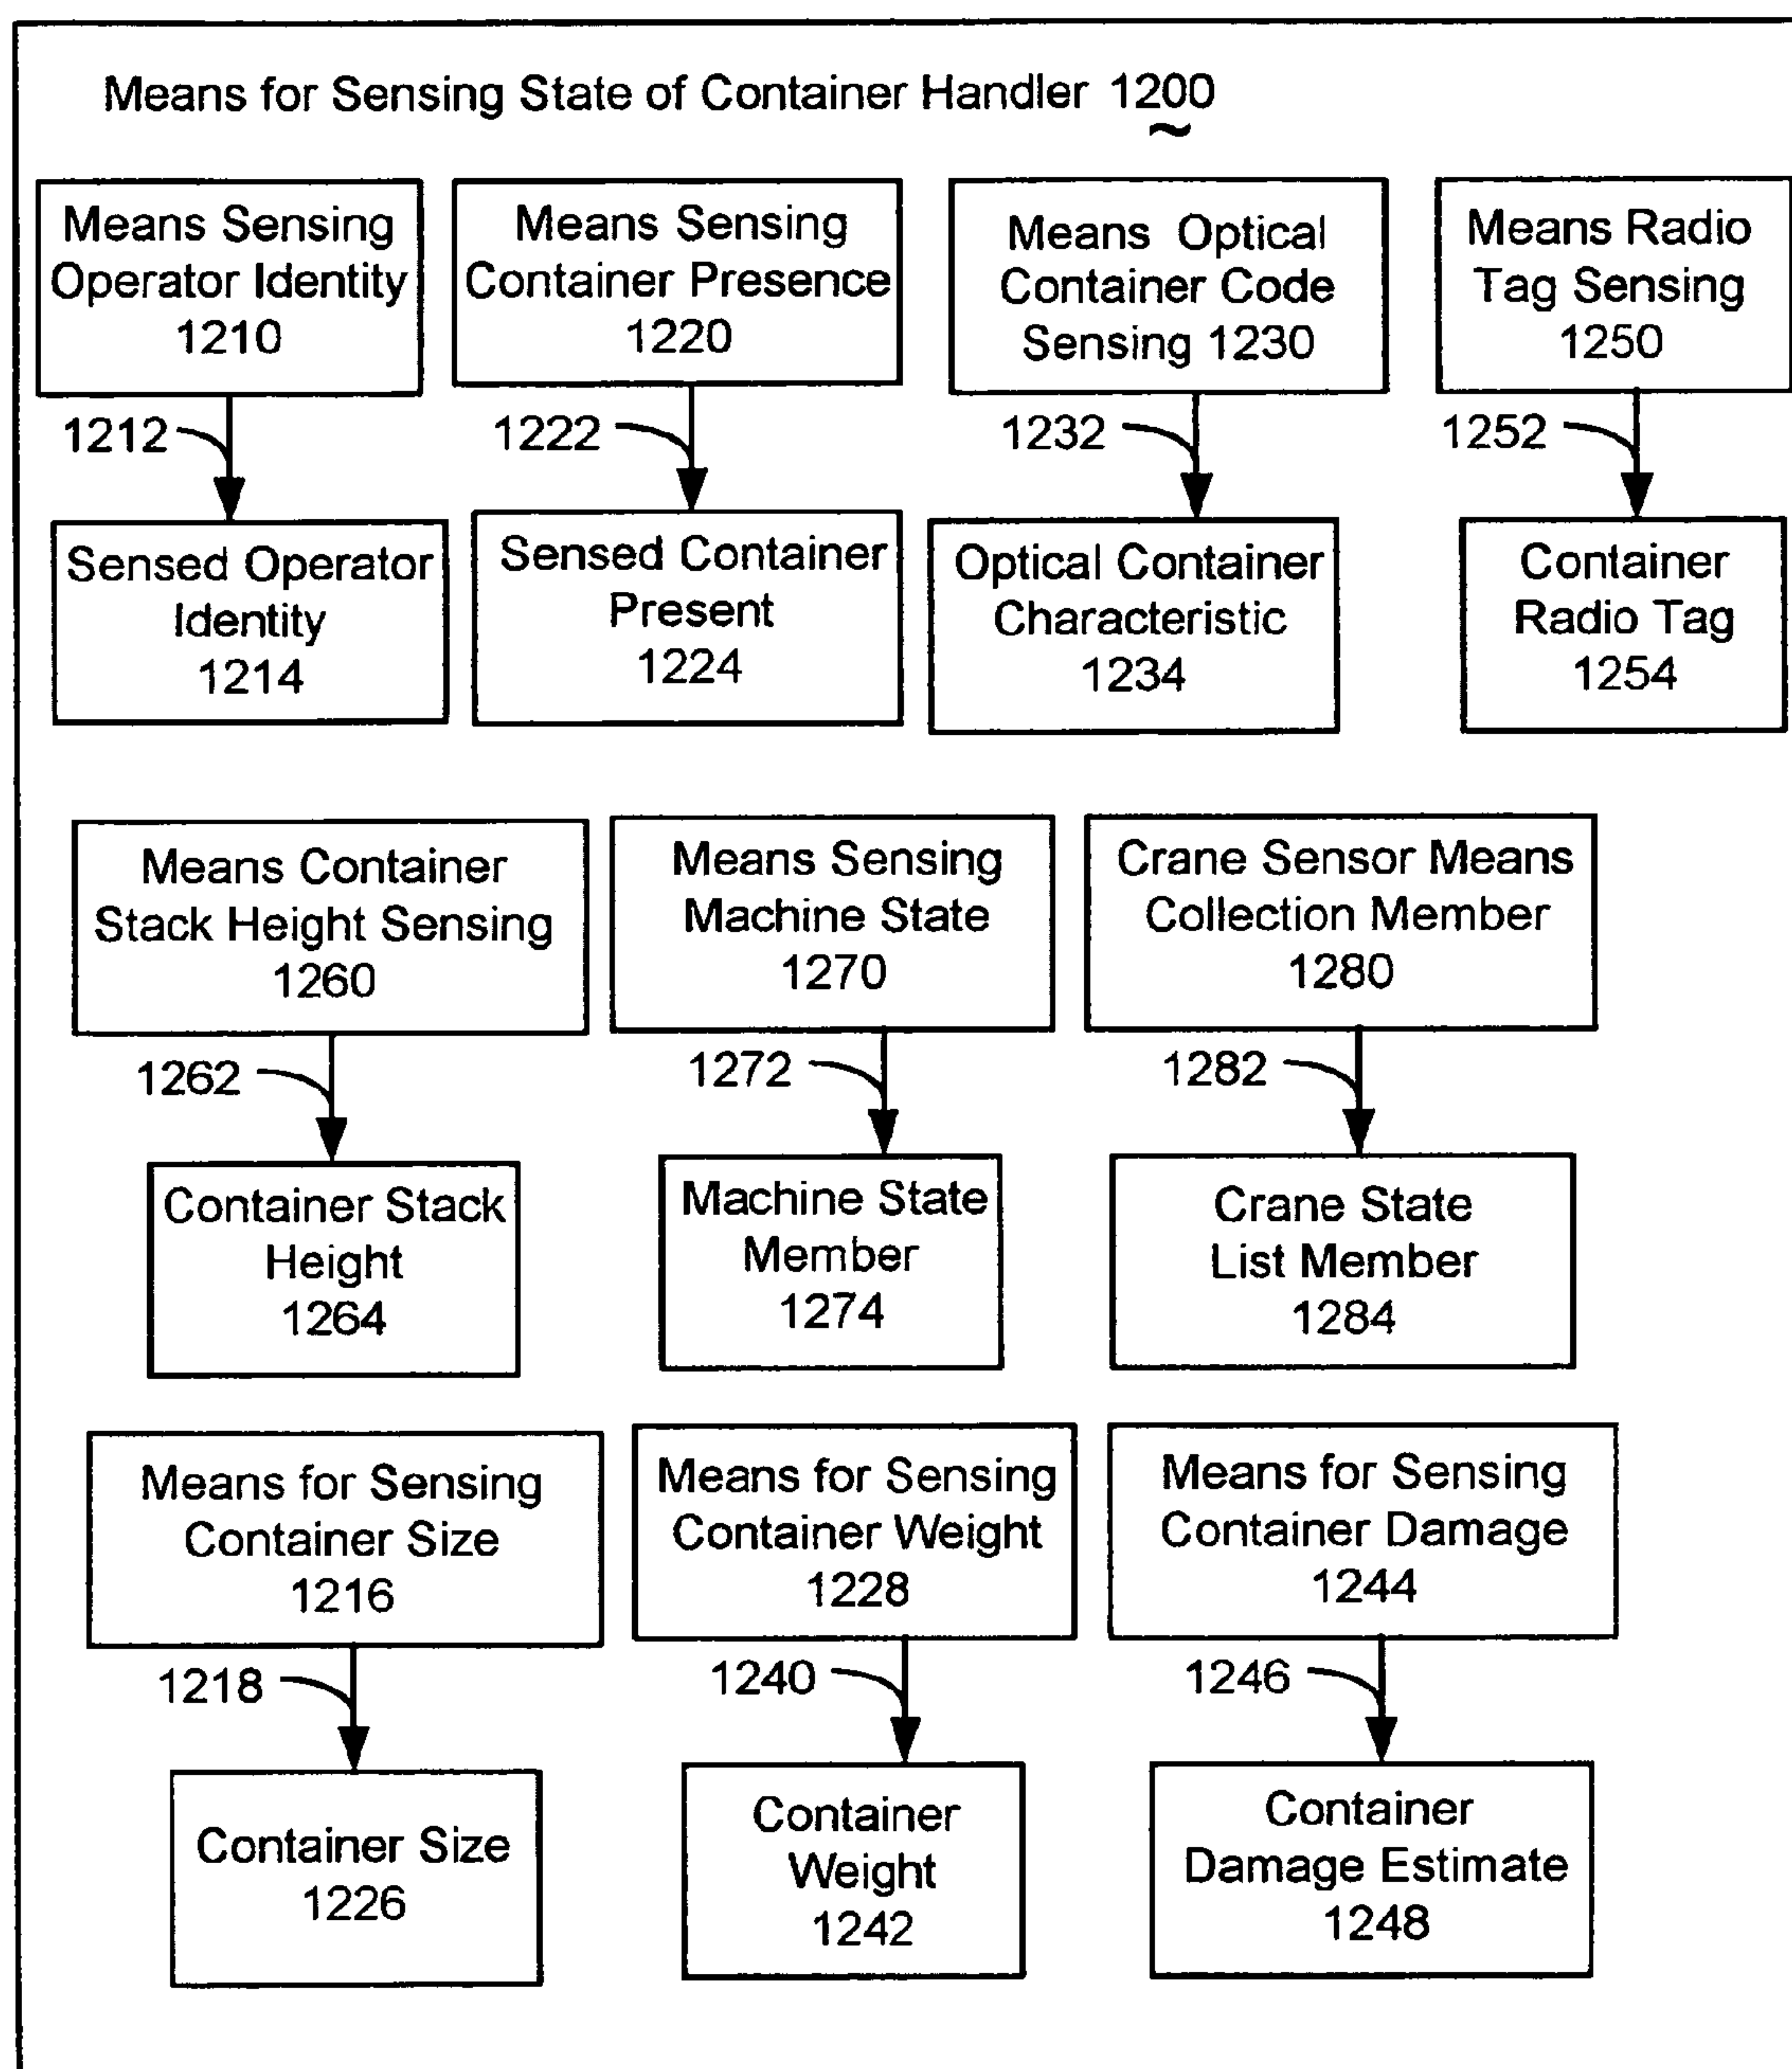 Means for Sensing State of Container Handler 1200
~
Means Sensing
Operator Identity
1210
Means Sensing
Container Presence
1220
Means Optical
Container Code
Sensing 1230
Means Radio
Tag Sensing
1250
1212
1222
1232
1252
Sensed Operator
Identity
1214
Sensed Container
Present
1224
Optical Container
Characteristic
1234
Container
Radio Tag
1254
Means Container
Stack Height Sensing
1260
Means Sensing
Machine State
1270
Crane Sensor Means
Collection Member
1280
1262
1272
1282
Container Stack
Height
1264
Machine State
Member
1274
Crane State
List Member
1284
Means for Sensing
Container Size
1216
Means for Sensing
Container Weight
1228
Means for Sensing
Container Damage
1244
1218
1240
1246
Container Size
1226
Container
Weight
1242
Container
Damage Estimate
1248